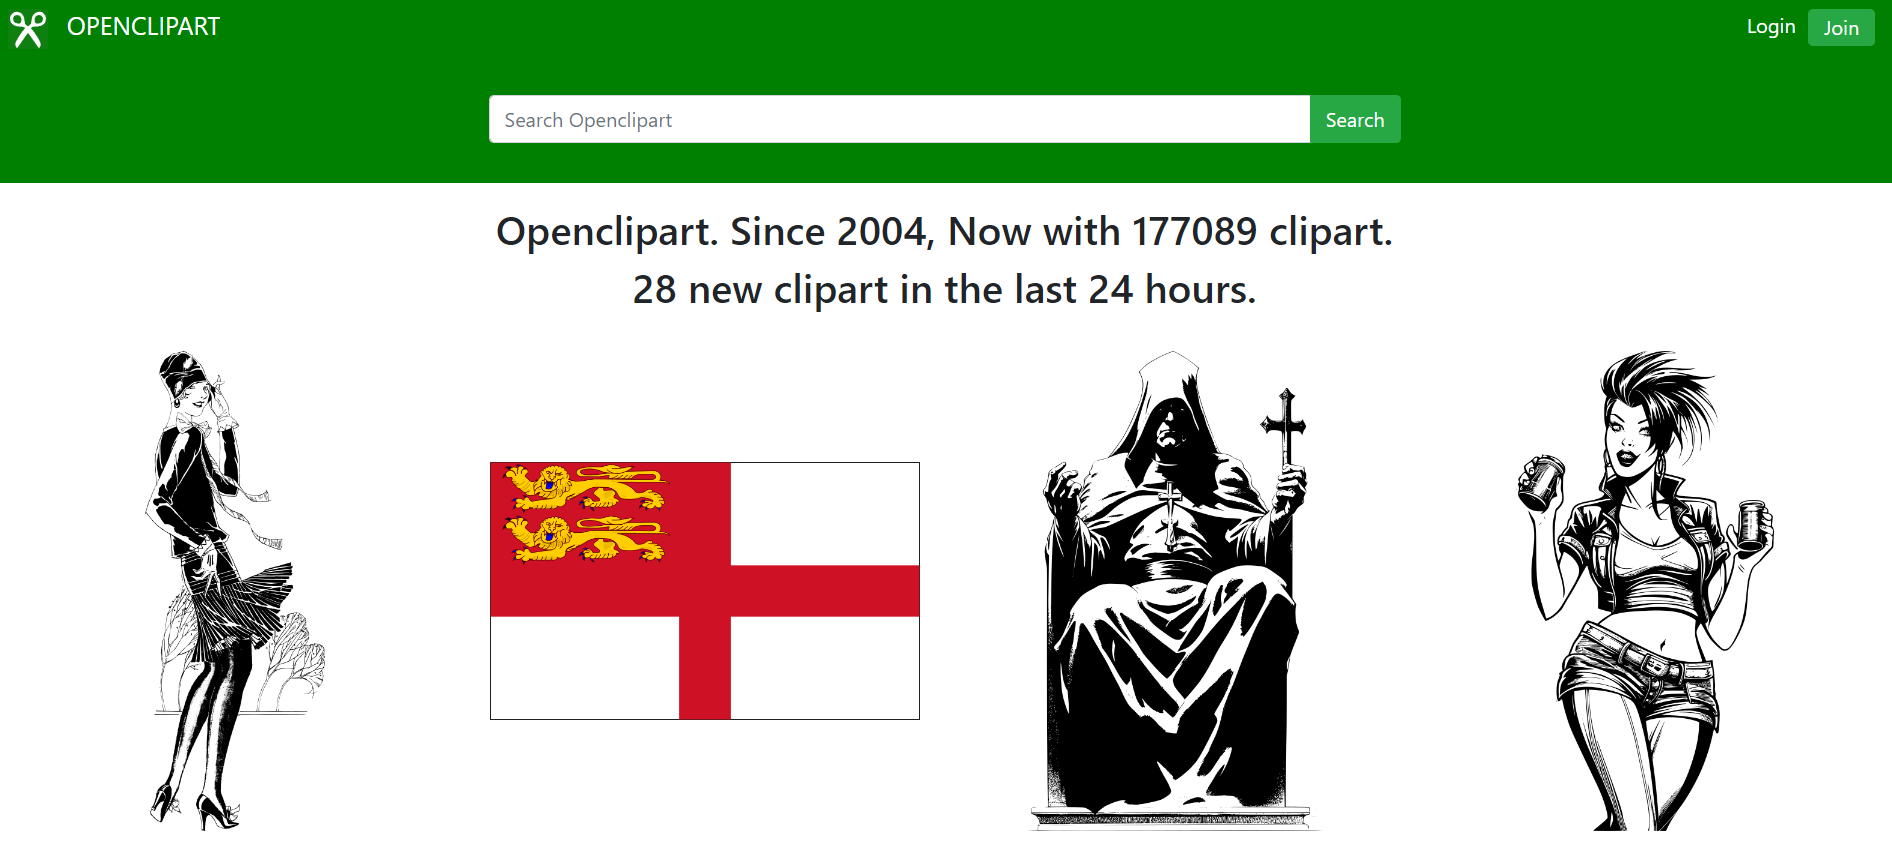 OPENCLIPART
Login
Join
Search Openclipart
Search
Openclipart. Since 2004, Now with 177089 clipart.
28 new clipart in the last 24 hours.